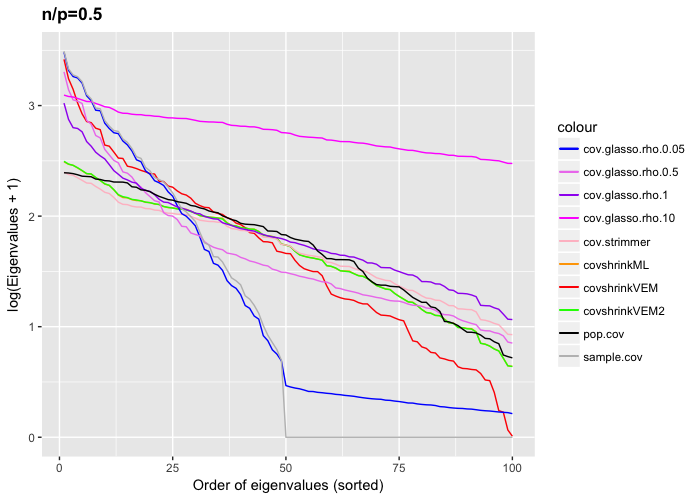 n/p=0.5
log(Eigenvalues + 1)
3
2
1
0
0
25
50
75
100
Order of eigenvalues (sorted)
colour
cov.glasso.rho.0.05
cov.glasso.rho.0.5
cov.glasso.rho.1
cov.glasso.rho.10
cov.strimmer
covshrinkML
covshrinkVEM
covshrinkVEM2
pop.cov
sample.cov